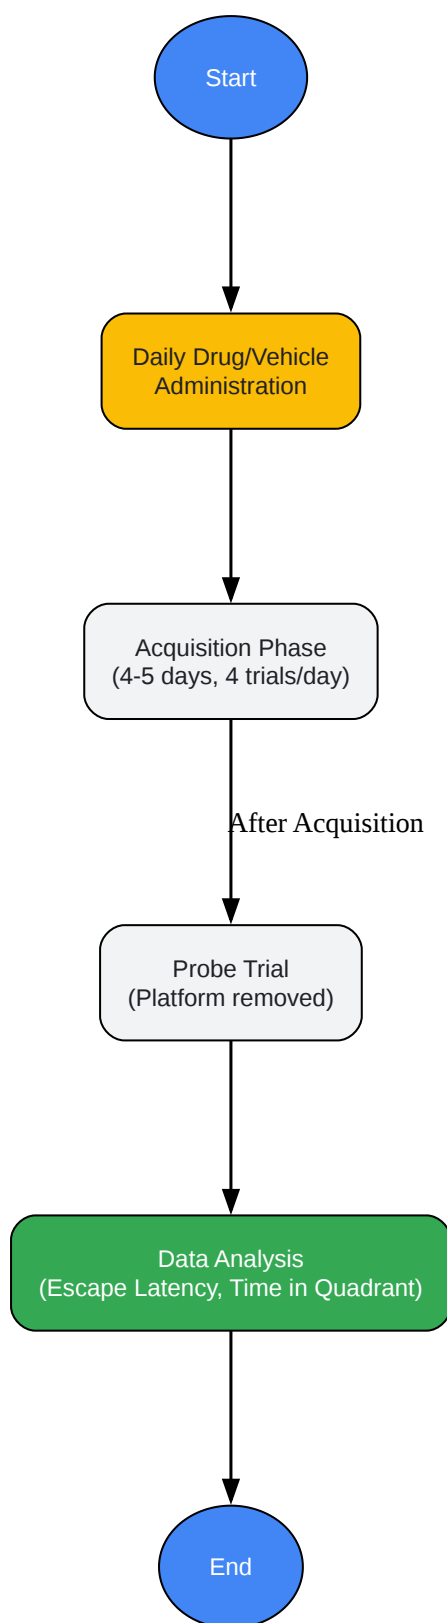 Start
Daily Drug/Vehicle
Administration
Acquisition Phase
(4-5 days, 4 trials/day)
After Acquisition
Probe Trial
(Platform removed)
Data Analysis
(Escape Latency, Time in Quadrant)
End